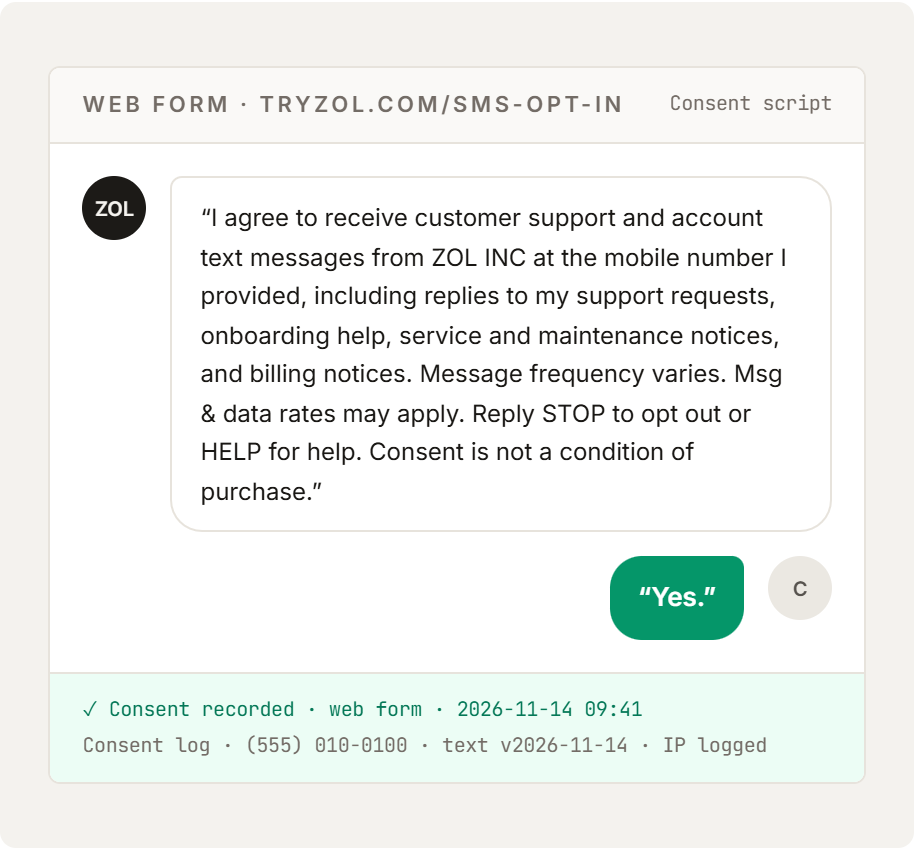 WEB FORM · TRYZOL.COM/SMS-OPT-IN
Consent script
ZOL
“I agree to receive customer support and account
text messages from ZOL INC at the mobile number I
provided, including replies to my support requests,
onboarding help, service and maintenance notices,
and billing notices. Message frequency varies. Msg
& data rates may apply. Reply STOP to opt out or
HELP for help. Consent is not a condition of
purchase.”
“Yes.”
C
✓ Consent recorded · web form · 2026-11-14 09:41
Consent log · (555) 010-0100 · text v2026-11-14 · IP logged